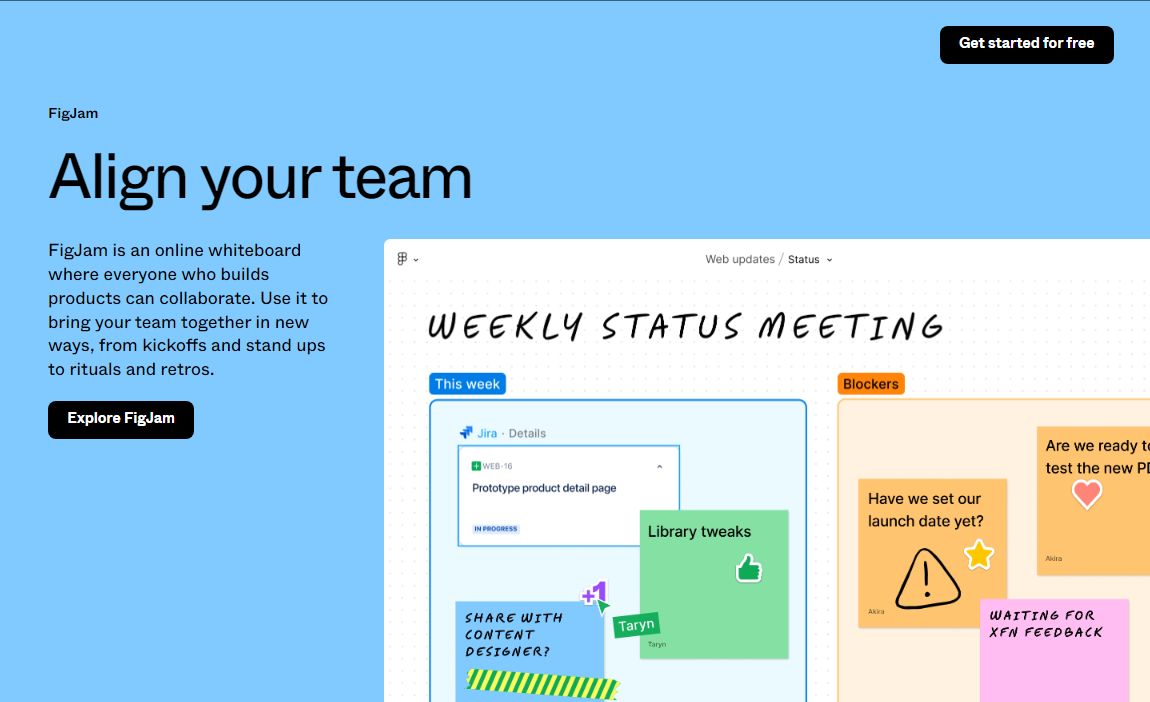 Get started for free
FigJam
Align your team
FigJam is an online whiteboard
where everyone who builds
products can collaborate. Use it to
bring your team together in new
ways, from kickoffs and stand ups
to rituals and retros.
Explore FigJam
Web updates / Status
WEEKLY STATUS MEETING
This week
Jira · Details
WEB-16
Prototype product detail page
IN PROGRESS
Library tweaks
Taryn
+1
Taryn
SHARE WITH
CONTENT
DESIGNER?
Blockers
Have we set our
launch date yet?
!
Akira
Are we ready to
test the new PD
Akira
WAITING FOR
XFN FEEDBACK